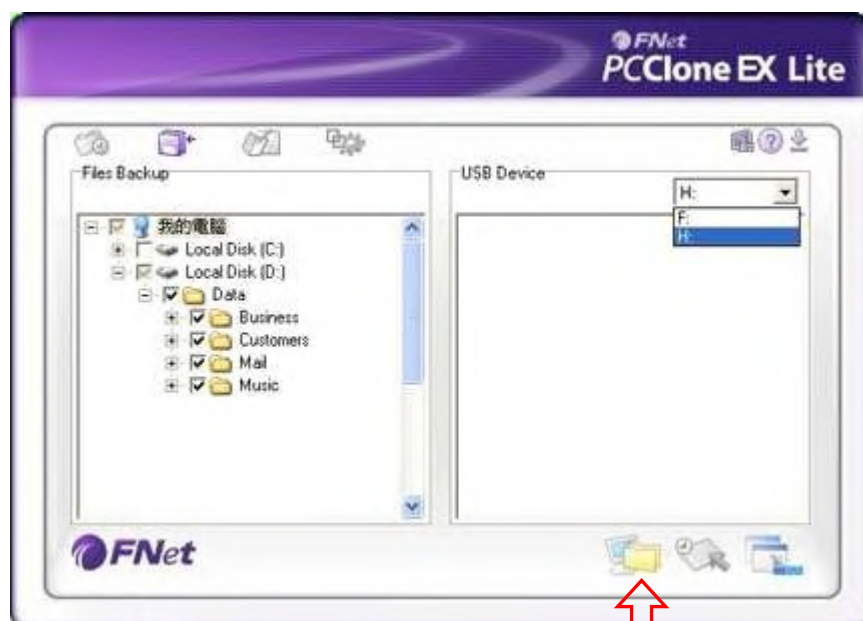 FNet
PCClone EX Lite
Files Backup
USB Device
H:
F:
H:
我的電腦
Local Disk (C:)
Local Disk (D:)
Data
Business
Customers
Mail
Music
FNet